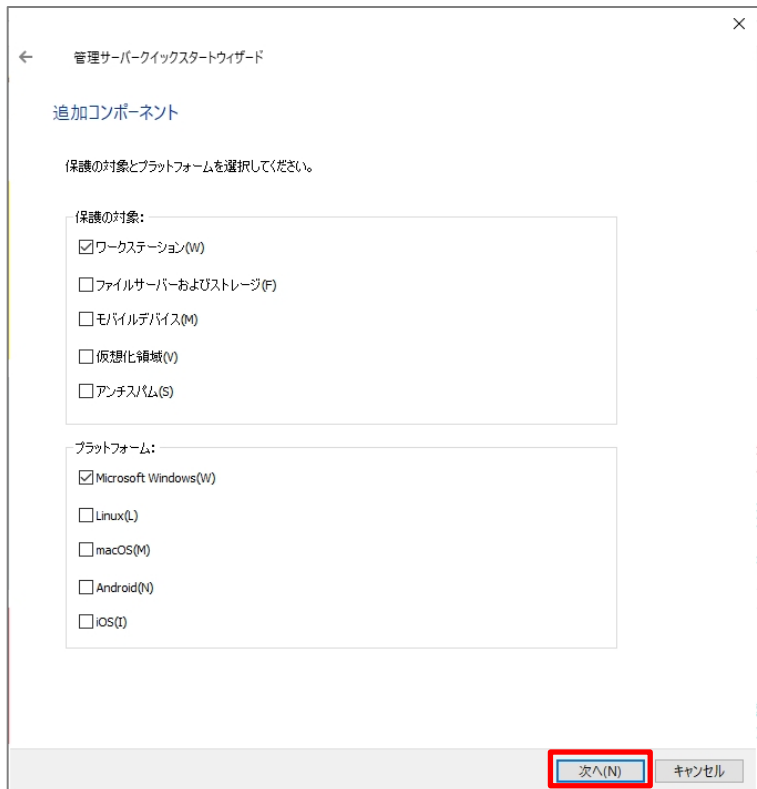 管理サーバークイックスタートウィザード
追加コンポーネント
保護の対象とプラットフォームを選択してください。
保護の対象:
ワークステーション(W)
ファイルサーバーおよびストレージ(F)
モバイルデバイス(M)
仮想化領域(V)
アンチスパム(S)
プラットフォーム:
Microsoft Windows(W)
Linux(L)
macOS(M)
Android(N)
iOS(I)
次へ(N) キャンセル